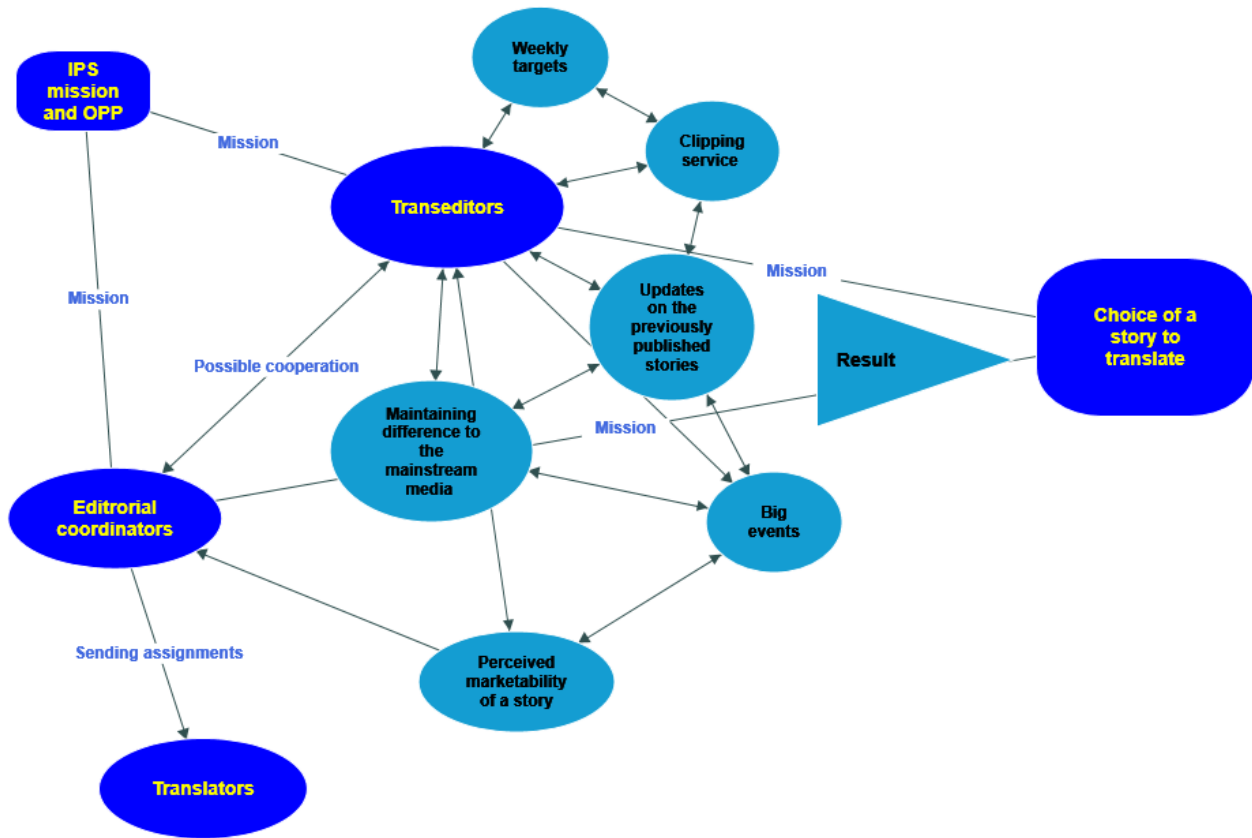 Weekly
targets
IPS
mission
and OPP
Mission
Clipping
service
Transeditors
Mission
Mission
Updates
on the
previously
published
stories
Choice of a
story to
translate
Result
Possible cooperation
Maintaining
difference to
the
mainstream
media
Mission
Editrorial
coordinators
Big
events
Sending assignments
Perceived
marketability
of a story
Translators